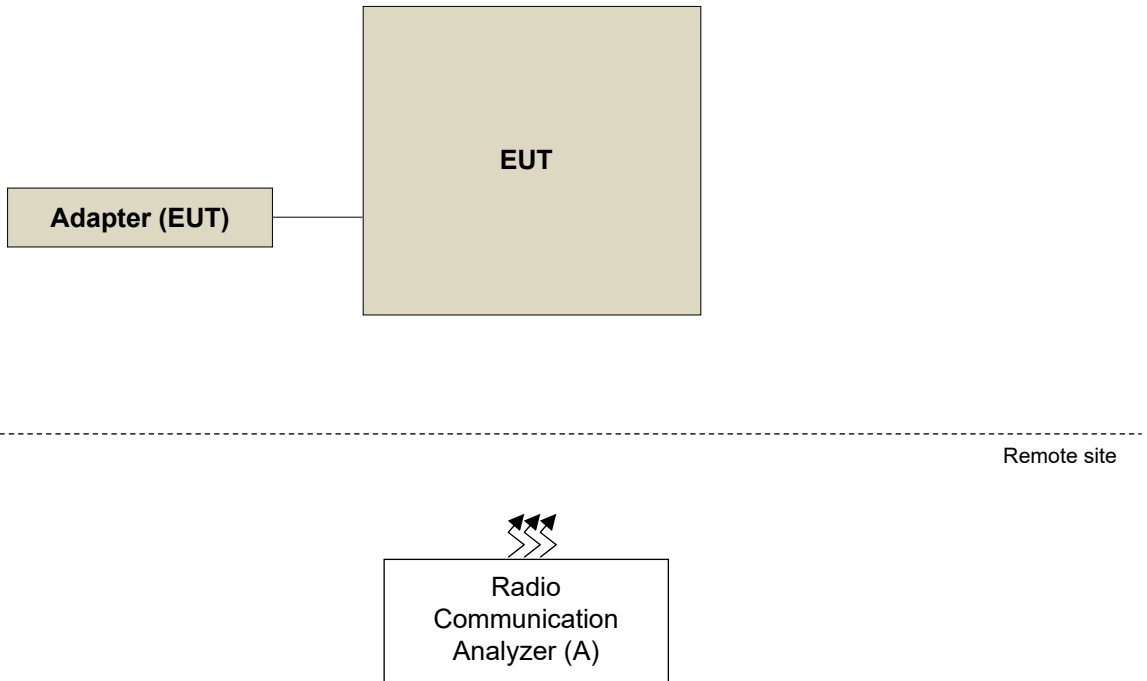 EUT
Adapter (EUT)
Remote site
Radio
Communication
Analyzer (A)